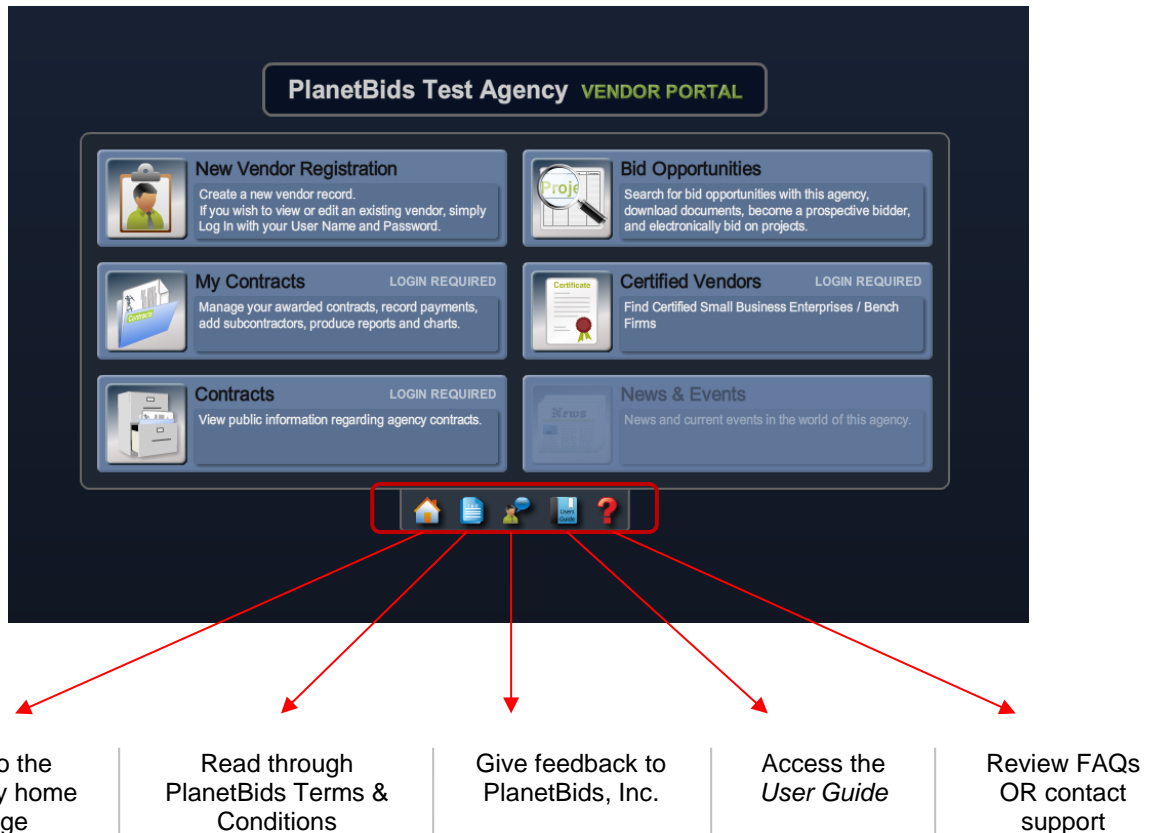 PlanetBids Test Agency VENDOR PORTAL
New Vendor Registration
Create a new vendor record.
If you wish to view or edit an existing vendor, simply
Log In with your User Name and Password.
Bid Opportunities
Search for bid opportunities with this agency,
download documents, become a prospective bidder,
and electronically bid on projects.
My Contracts LOGIN REQUIRED
Manage your awarded contracts, record payments,
add subcontractors, produce reports and charts.
Contracts
Certified Vendors LOGIN REQUIRED
Find Certified Small Business Enterprises / Bench
Firms
Certificate
Contracts LOGIN REQUIRED
View public information regarding agency contracts.
News & Events
News and current events in the world of this agency.
News
Proje
Users
Guide
?
o the
y home
ge
Read through
PlanetBids Terms &
Conditions
Give feedback to
PlanetBids, Inc.
Access the
User Guide
Review FAQs
OR contact
support